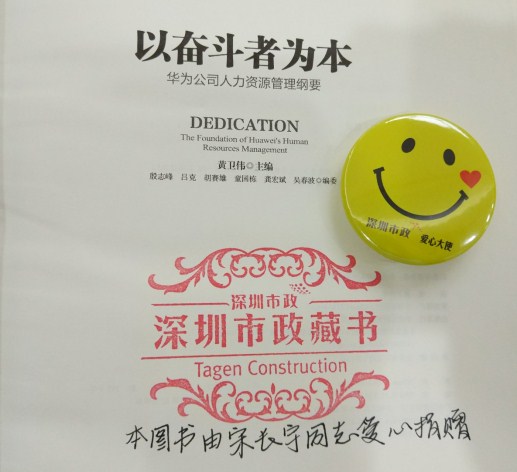 以奋斗者为本
华为公司人力资源管理纲要
DEDICATION
The Foundation of Huawei's Human
Resources Management
黄卫伟◎主编
殷志峰 吕克 胡赛雄 童国栋 龚宏斌 吴春波◎编委
深圳市政 爱心大使
深圳市政
深圳市政藏书
Tagen Construction
本图书由宋长宇同志爱心捐赠